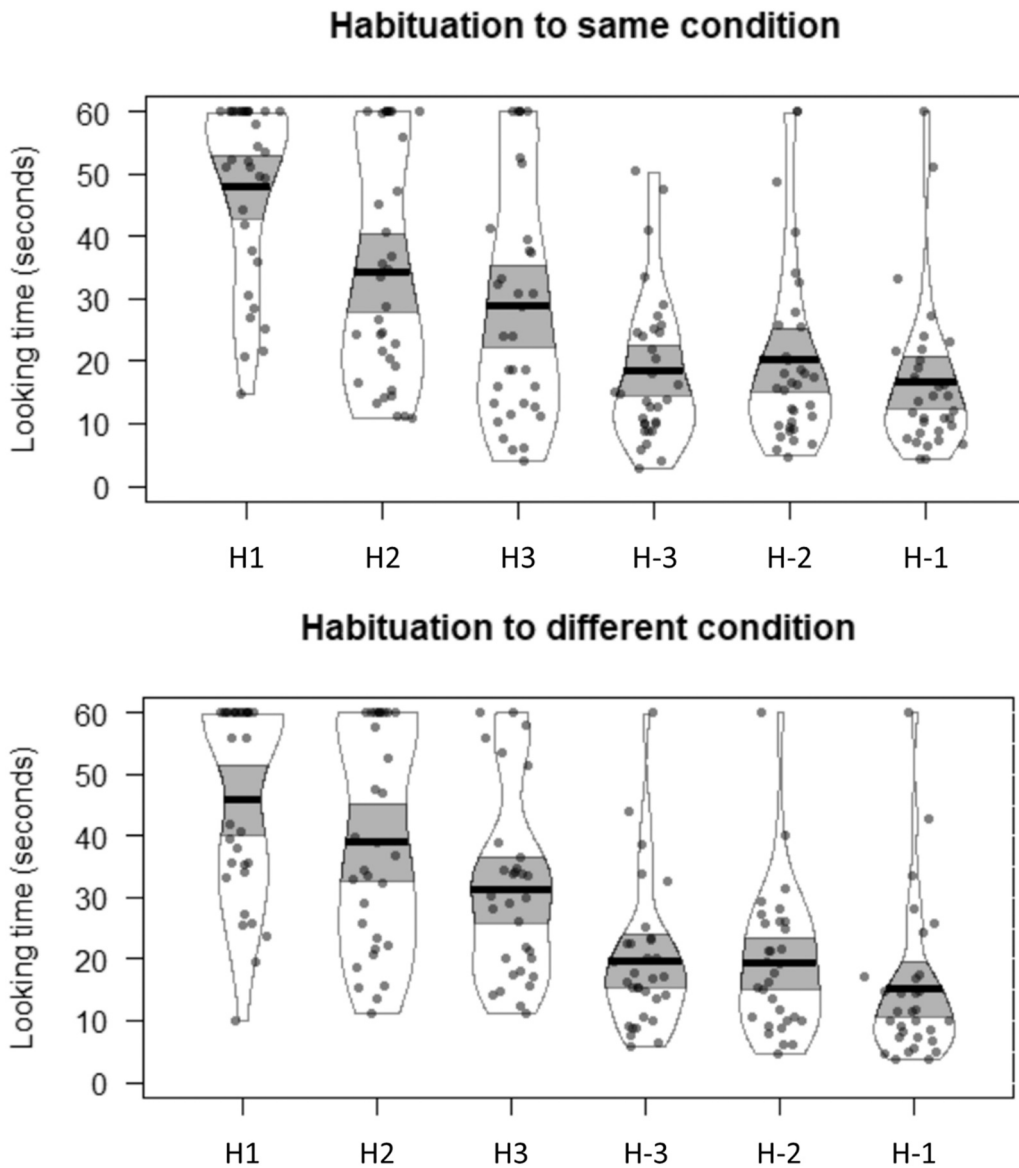 Habituation to same condition
Looking time (seconds)
60
50
40
30
20
10
0
H1 H2 H3 H-3 H-2 H-1
Habituation to different condition
Looking time (seconds)
60
50
40
30
20
10
0
H1 H2 H3 H-3 H-2 H-1